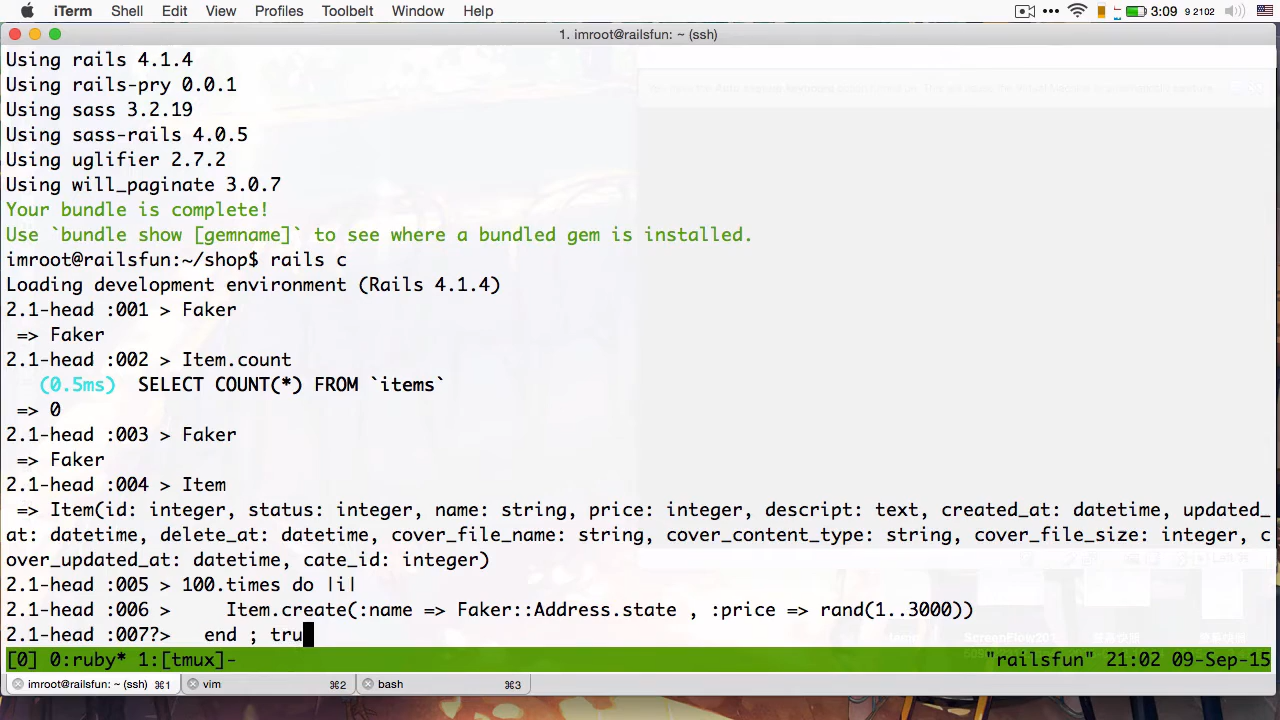 iTerm Shell Edit View Profiles Toolbelt Window Help 3:09 9 2102
1. imroot@railsfun: ~ (ssh)
Using rails 4.1.4
Using rails-pry 0.0.1
Using sass 3.2.19
Using sass-rails 4.0.5
Using uglifier 2.7.2
Using will_paginate 3.0.7
Your bundle is complete!
Use `bundle show [gemname]` to see where a bundled gem is installed.
imroot@railsfun:~/shop$ rails c
Loading development environment (Rails 4.1.4)
2.1-head :001 > Faker
=> Faker
2.1-head :002 > Item.count
(0.5ms) SELECT COUNT(*) FROM `items`
=> 0
2.1-head :003 > Faker
=> Faker
2.1-head :004 > Item
=> Item(id: integer, status: integer, name: string, price: integer, descript: text, created_at: datetime, updated_
at: datetime, delete_at: datetime, cover_file_name: string, cover_content_type: string, cover_file_size: integer, c
over_updated_at: datetime, cate_id: integer)
2.1-head :005 > 100.times do |i|
2.1-head :006 > Item.create(:name => Faker::Address.state , :price => rand(1..3000))
2.1-head :007?> end ; tru
[0] 0:ruby* 1:[tmux]- "railsfun" 21:02 09-Sep-15
imroot@railsfun: ~ (ssh) ⌘1 vim ⌘2 bash ⌘3